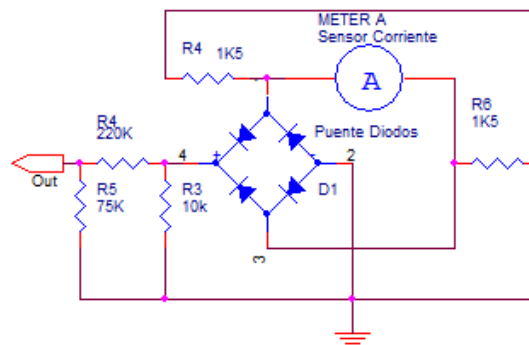 METER A
Sensor Corriente
R4
1K5
A
R6
1K5
R4
220K
Puente Diodos
4
+
-
2
Out
R5
75K
R3
10k
D1
3